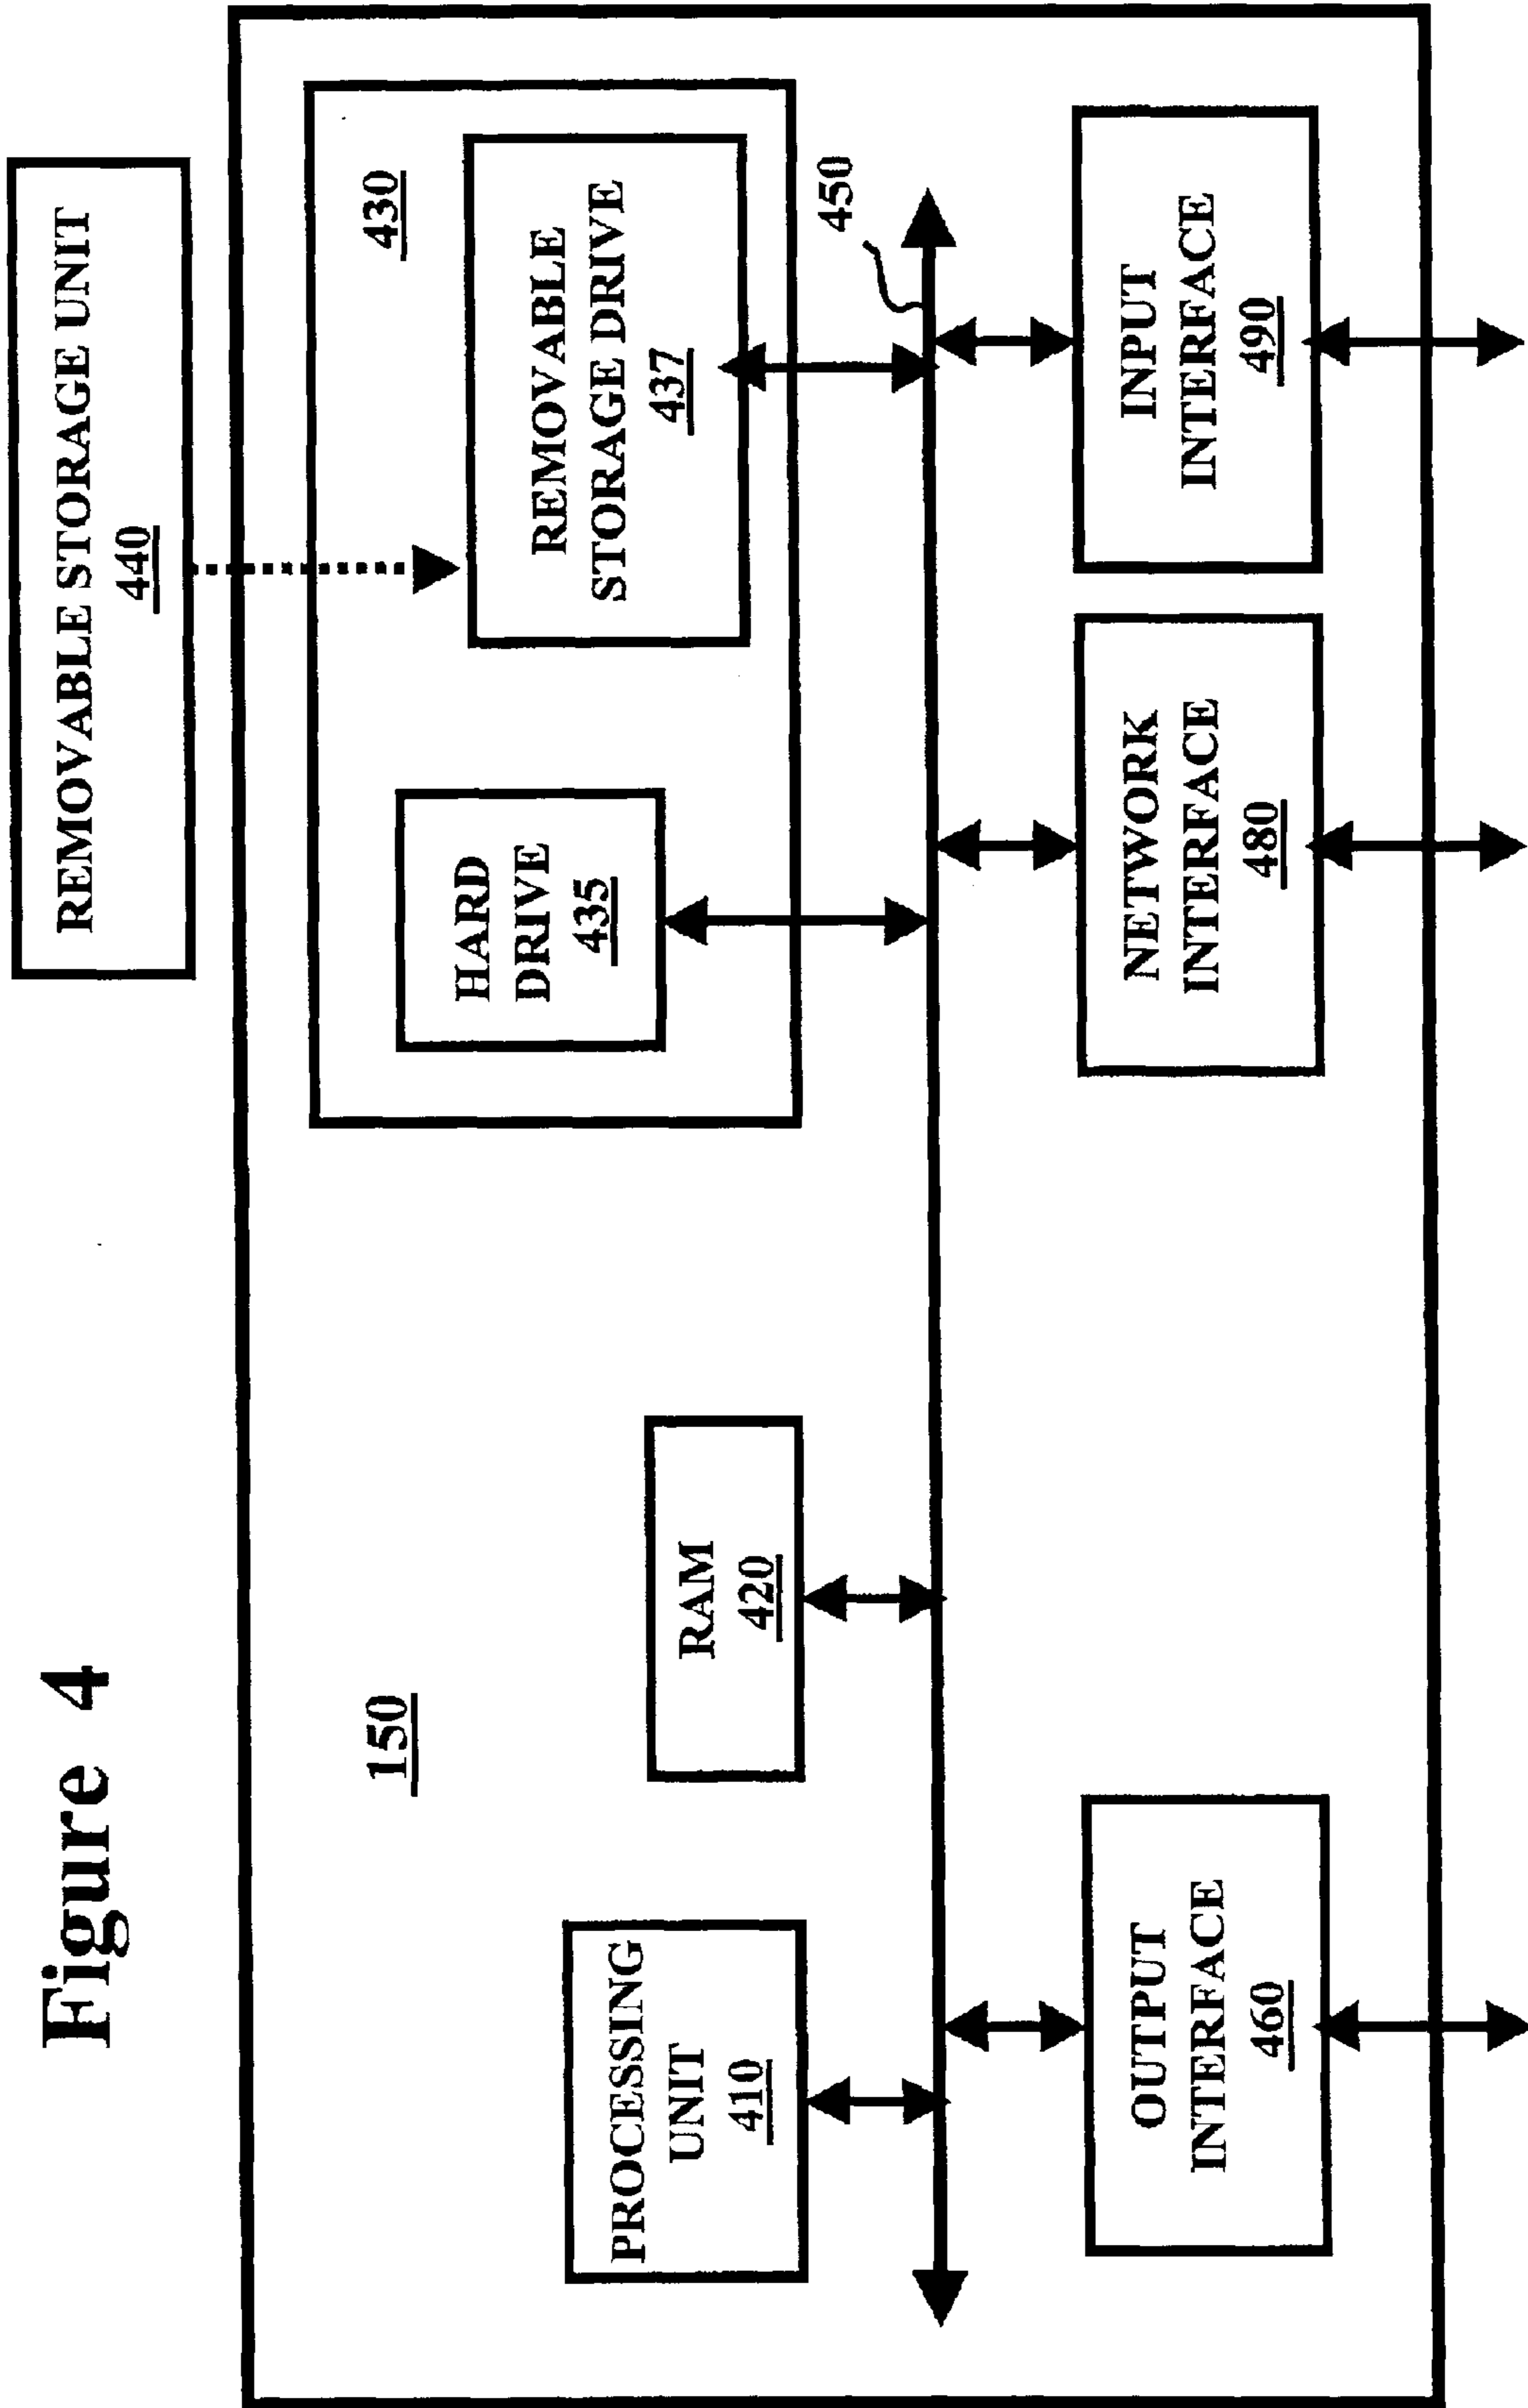 Figure 4
REMOVABLE STORAGE UNIT
440
150
430
HARD
DRIVE
435
REMOVABLE
STORAGE DRIVE
437
PROCESSING
UNIT
410
RAM
420
450
OUTPUT
INTERFACE
460
NETWORK
INTERFACE
480
INPUT
INTERFACE
490